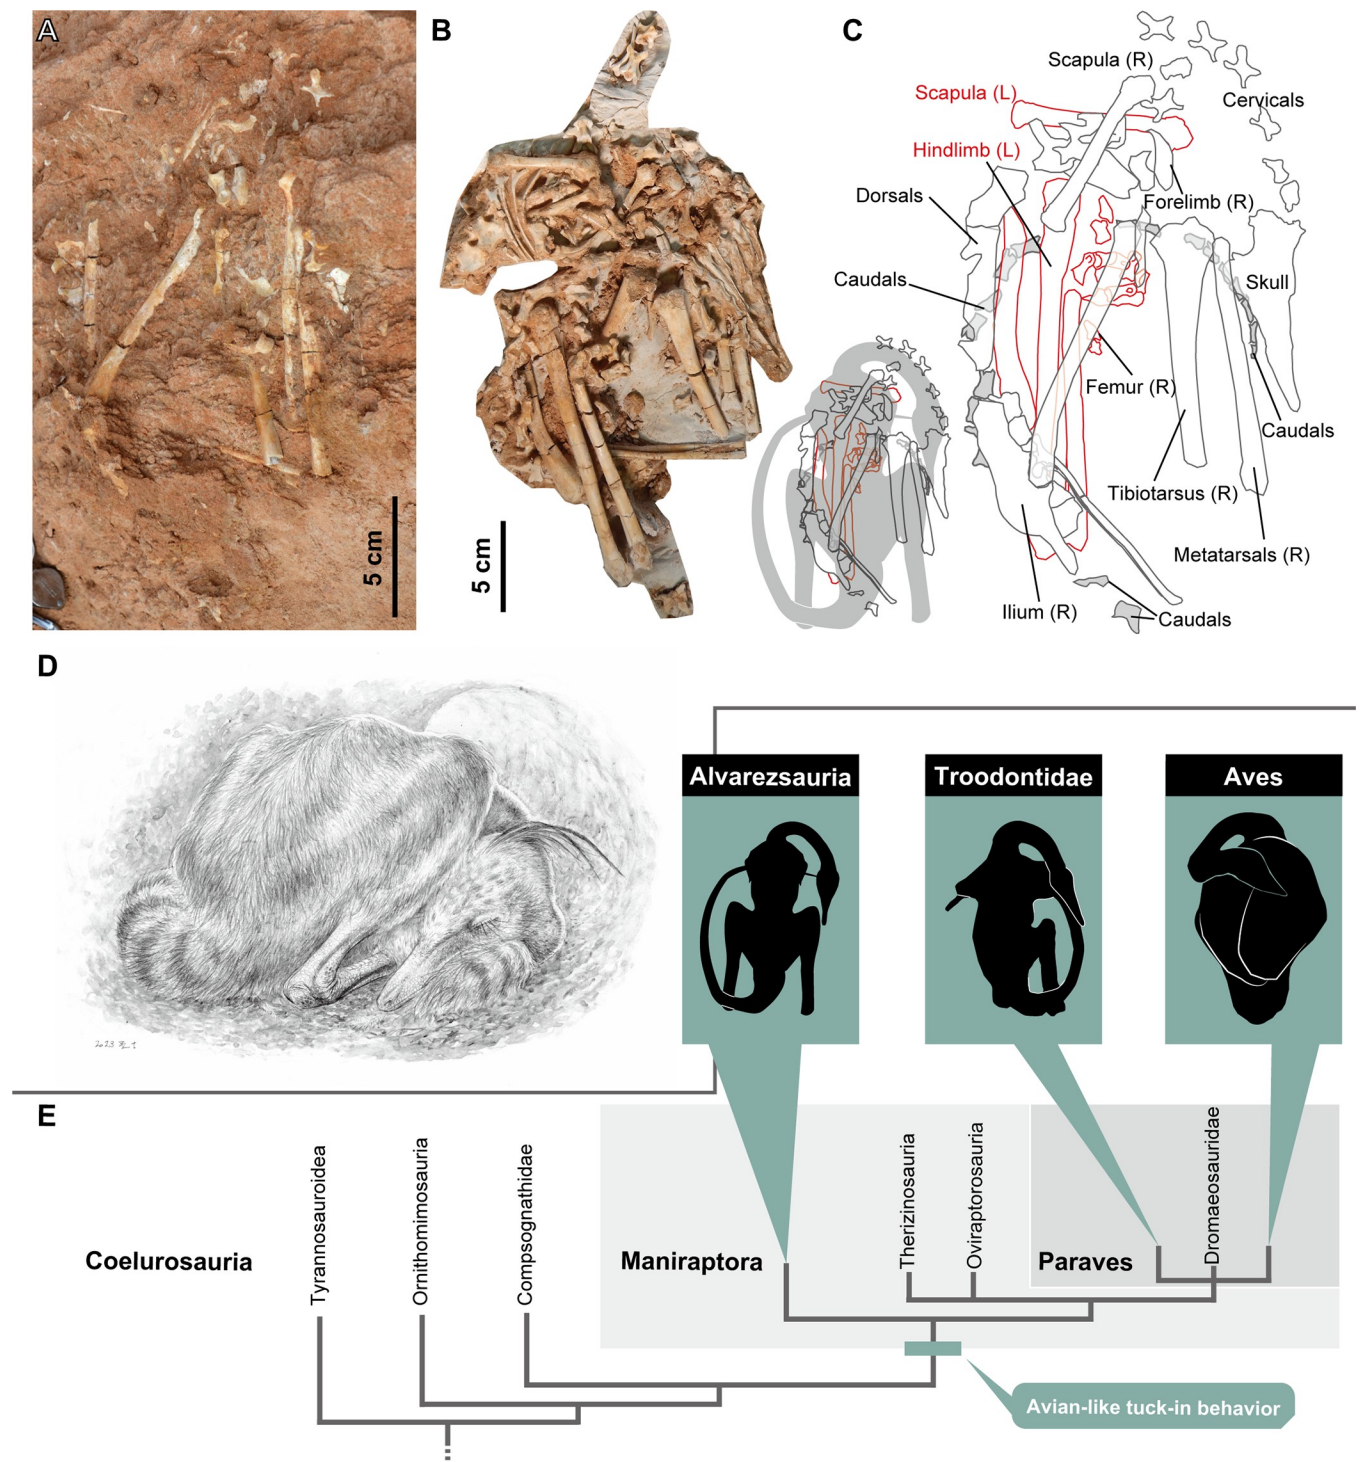 A
B
C
Scapula (R)
Scapula (L)
Cervicals
Hindlimb (L)
Dorsals
Forelimb (R)
Caudals
Skull
Femur (R)
Caudals
Tibiotarsus (R)
Metatarsals (R)
Ilium (R)
Caudals
5 cm
5 cm
D
Alvarezsauria
Troodontidae
Aves
2023
E
Tyrannosauroidea
Ornithomimosauria
Compsognathidae
Therizinosauria
Oviraptorosauria
Dromaeosauridae
Coelurosauria
Maniraptora
Paraves
Avian-like tuck-in behavior